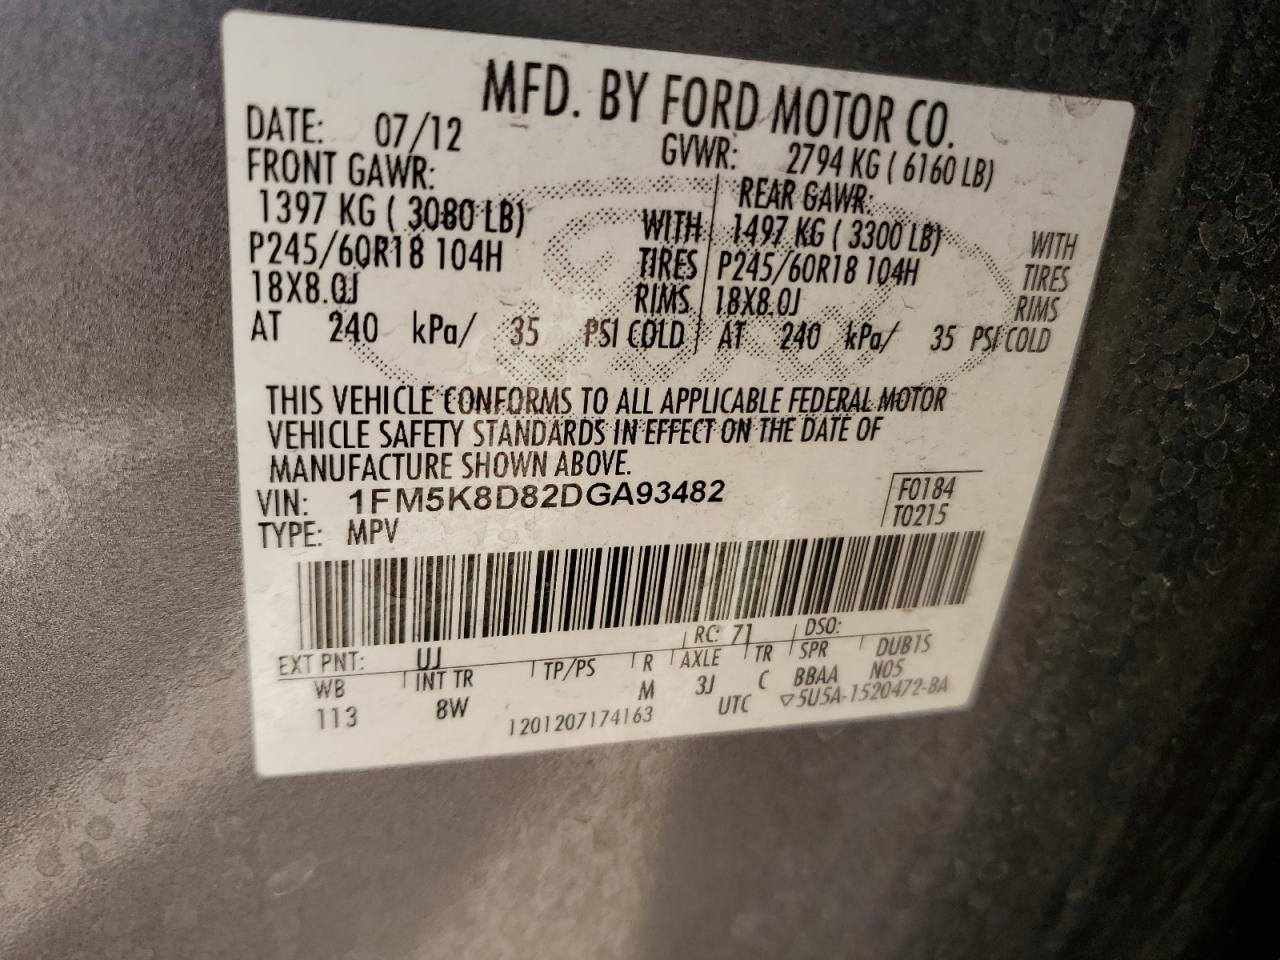 MFD. BY FORD MOTOR CO.
DATE: 07/12 GVWR: 2794 KG ( 6160 LB)
FRONT GAWR: REAR GAWR:
1397 KG ( 3080 LB) WITH 1497 KG ( 3300 LB) WITH
P245/60R18 104H TIRES P245/60R18 104H TIRES
18X8.0J RIMS 18X8.0J RIMS
AT 240 kPa/ 35 PSI COLD AT 240 kPa/ 35 PSI COLD
THIS VEHICLE CONFORMS TO ALL APPLICABLE FEDERAL MOTOR
VEHICLE SAFETY STANDARDS IN EFFECT ON THE DATE OF
MANUFACTURE SHOWN ABOVE.
VIN: 1FM5K8D82DGA93482 F0184
TYPE: MPV T0215
EXT PNT: UJ RC: 71 DSO:
WB INT TR TP/PS R AXLE TR SPR DUB1S
113 8W M 3J C BBAA N05
1201207174163 UTC ▽5U5A-1520472-BA